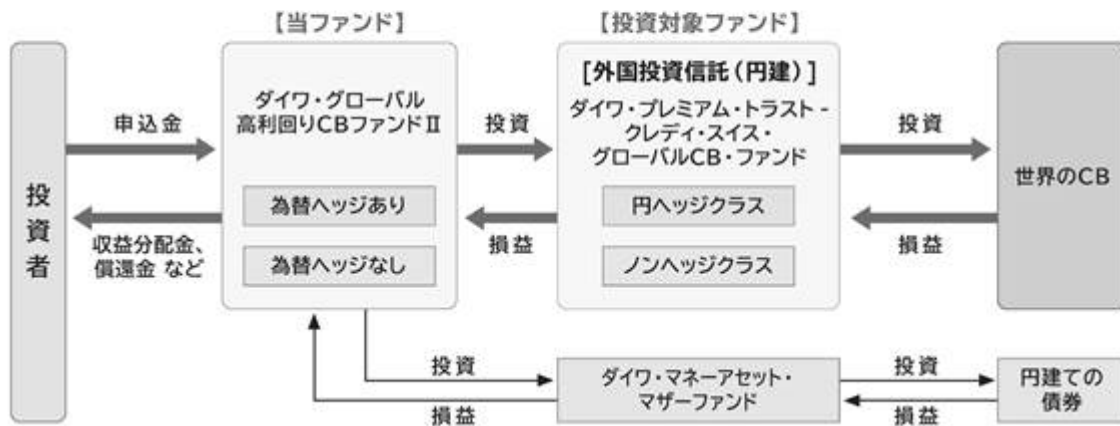 【当ファンド】
【投資対象ファンド】
投資者
申込金
収益分配金、
償還金 など
ダイワ・グローバル
高利回りCBファンドⅡ
為替ヘッジあり
為替ヘッジなし
投資
損益
[外国投資信託（円建）]
ダイワ・プレミアム・トラスト -
クレディ・スイス・
グローバルCB・ファンド
円ヘッジクラス
ノンヘッジクラス
投資
損益
世界のCB
投資
損益
ダイワ・マネーアセット・
マザーファンド
投資
損益
円建ての
債券